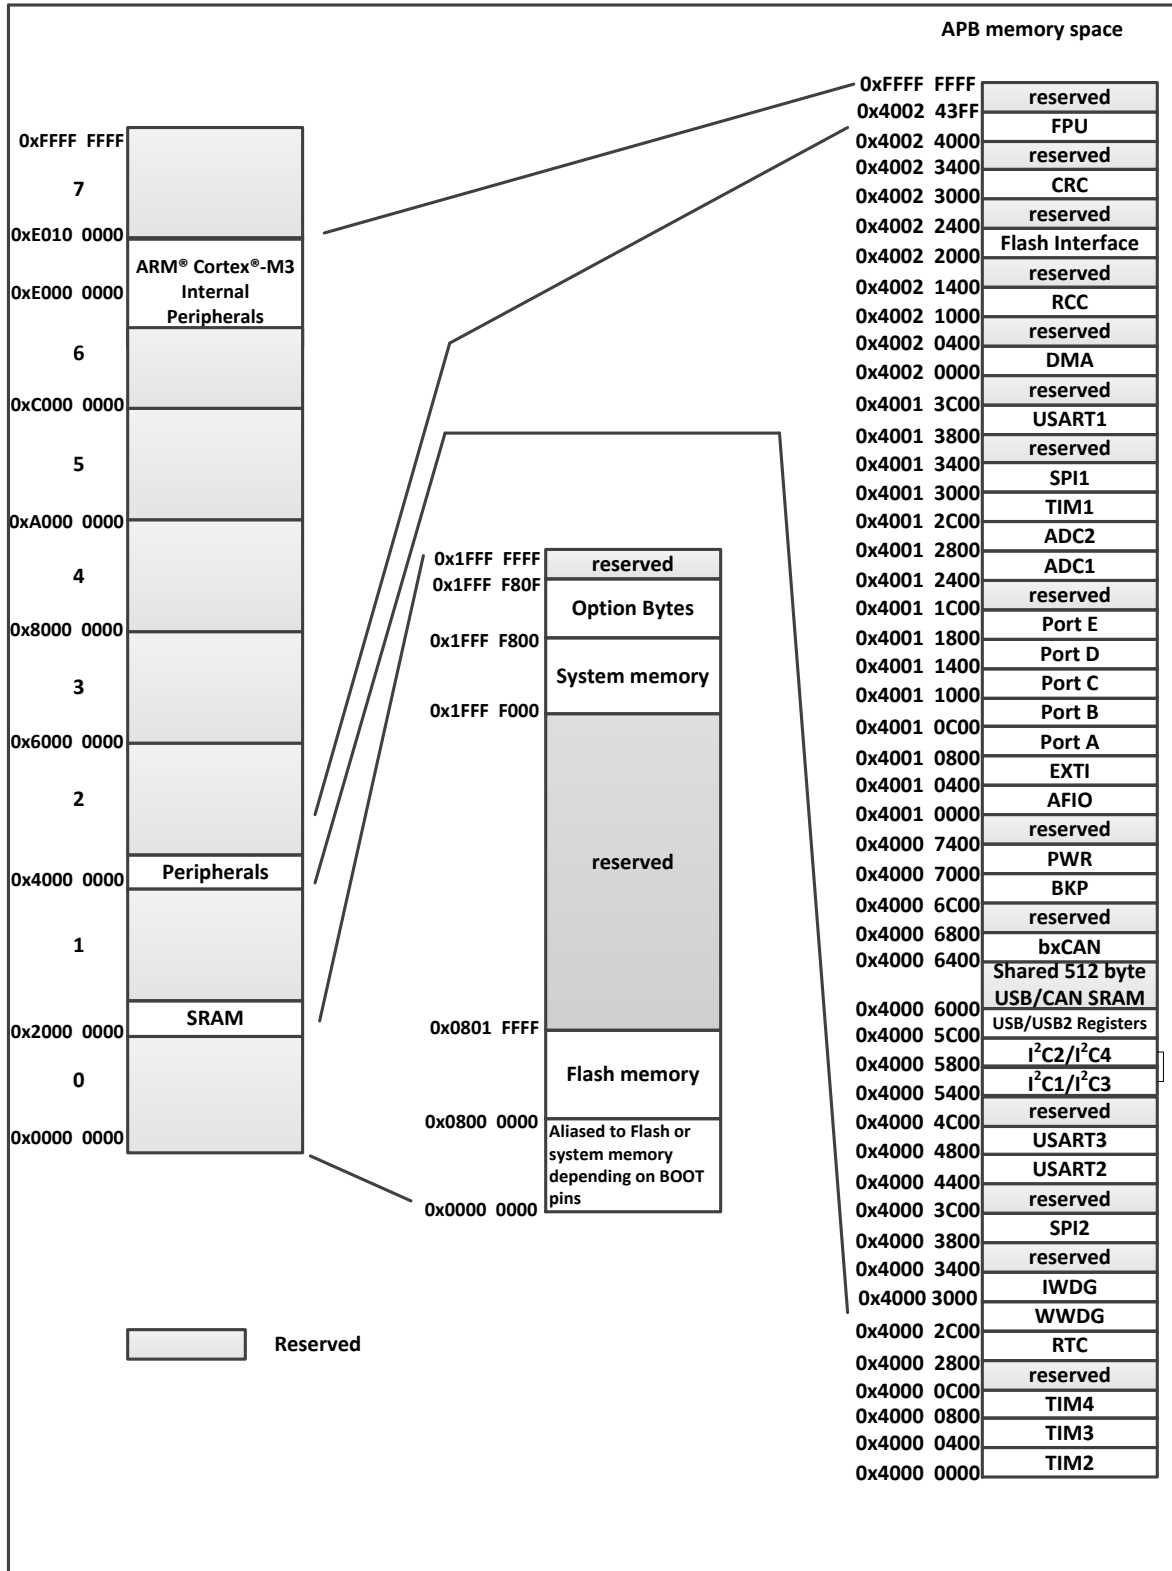 APB memory space
0xFFFF FFFF
7
0xE010 0000
ARM® Cortex®-M3
Internal
Peripherals
0xE000 0000
6
0xC000 0000
5
0xA000 0000
4
0x8000 0000
3
0x6000 0000
2
Peripherals
0x4000 0000
1
SRAM
0x2000 0000
0
0x0000 0000
Reserved
0x1FFF FFFF
reserved
0x1FFF F80F
Option Bytes
0x1FFF F800
System memory
0x1FFF F000
reserved
0x0801 FFFF
Flash memory
0x0800 0000
Aliased to Flash or
system memory
depending on BOOT
pins
0x0000 0000
0xFFFF FFFF
reserved
0x4002 43FF
FPU
0x4002 4000
reserved
0x4002 3400
CRC
0x4002 3000
reserved
0x4002 2400
Flash Interface
0x4002 2000
reserved
0x4002 1400
RCC
0x4002 1000
reserved
0x4002 0400
DMA
0x4002 0000
reserved
0x4001 3C00
USART1
0x4001 3800
reserved
0x4001 3400
SPI1
0x4001 3000
TIM1
0x4001 2C00
ADC2
0x4001 2800
ADC1
0x4001 2400
reserved
0x4001 1C00
Port E
0x4001 1800
Port D
0x4001 1400
Port C
0x4001 1000
Port B
0x4001 0C00
Port A
0x4001 0800
EXTI
0x4001 0400
AFIO
0x4001 0000
reserved
0x4000 7400
PWR
0x4000 7000
BKP
0x4000 6C00
reserved
0x4000 6800
bxCAN
0x4000 6400
Shared 512 byte
USB/CAN SRAM
0x4000 6000
USB/USB2 Registers
0x4000 5C00
I²C2/I²C4
0x4000 5800
I²C1/I²C3
0x4000 5400
reserved
0x4000 4C00
USART3
0x4000 4800
USART2
0x4000 4400
reserved
0x4000 3C00
SPI2
0x4000 3800
reserved
0x4000 3400
IWDG
0x4000 3000
WWDG
0x4000 2C00
RTC
0x4000 2800
reserved
0x4000 0C00
TIM4
0x4000 0800
TIM3
0x4000 0400
TIM2
0x4000 0000